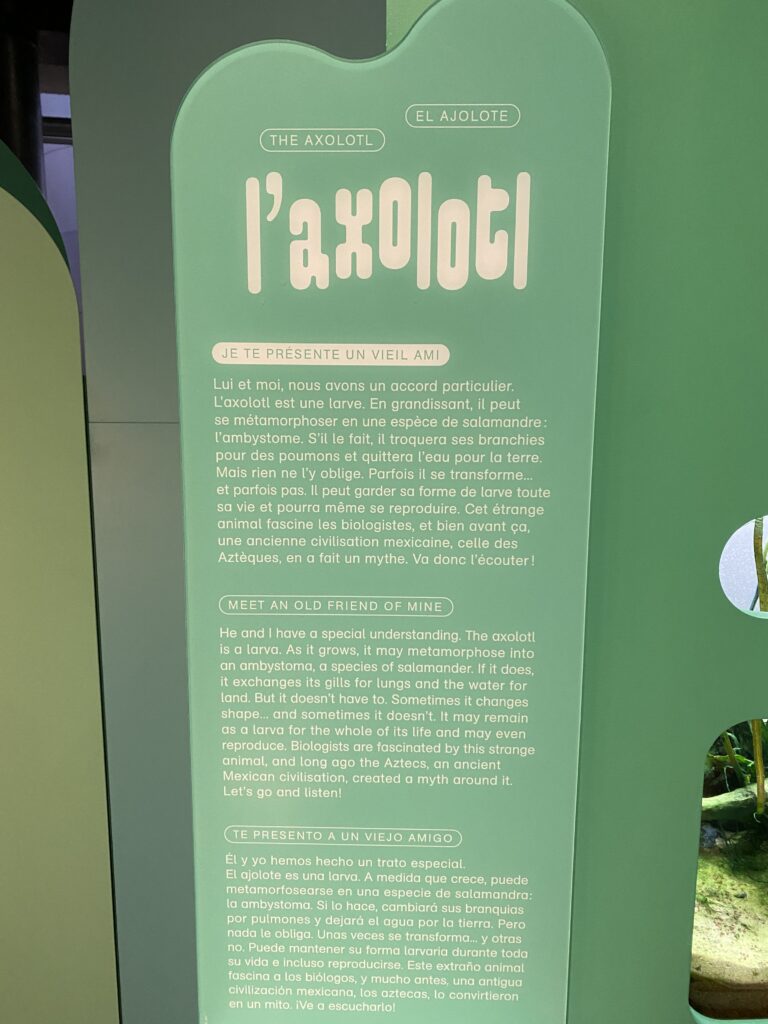 EL AJOLOTE
THE AXOLOTL
l'axolotl
JE TE PRÉSENTE UN VIEIL AMI
Lui et moi, nous avons un accord particulier.
L'axolotl est une larve. En grandissant, il peut
se métamorphoser en une espèce de salamandre :
l'ambystome. S'il le fait, il troquera ses branchies
pour des poumons et quittera l'eau pour la terre.
Mais rien ne l'y oblige. Parfois il se transforme...
et parfois pas. Il peut garder sa forme de larve toute
sa vie et pourra même se reproduire. Cet étrange
animal fascine les biologistes, et bien avant ça,
une ancienne civilisation mexicaine, celle des
Aztèques, en a fait un mythe. Va donc l'écouter !
MEET AN OLD FRIEND OF MINE
He and I have a special understanding. The axolotl
is a larva. As it grows, it may metamorphose into
an ambystoma, a species of salamander. If it does,
it exchanges its gills for lungs and the water for
land. But it doesn't have to. Sometimes it changes
shape... and sometimes it doesn't. It may remain
as a larva for the whole of its life and may even
reproduce. Biologists are fascinated by this strange
animal, and long ago the Aztecs, an ancient
Mexican civilisation, created a myth around it.
Let's go and listen!
TE PRESENTO A UN VIEJO AMIGO
Él y yo hemos hecho un trato especial.
El ajolote es una larva. A medida que crece, puede
metamorfosearse en una especie de salamandra:
la ambystoma. Si lo hace, cambiará sus branquias
por pulmones y dejará el agua por la tierra. Pero
nada le obliga. Unas veces se transforma... y otras
no. Puede mantener su forma larvaria durante toda
su vida e incluso reproducirse. Este extraño animal
fascina a los biólogos, y mucho antes, una antigua
civilización mexicana, los aztecas, lo convirtieron
en un mito. ¡Ve a escucharlo!